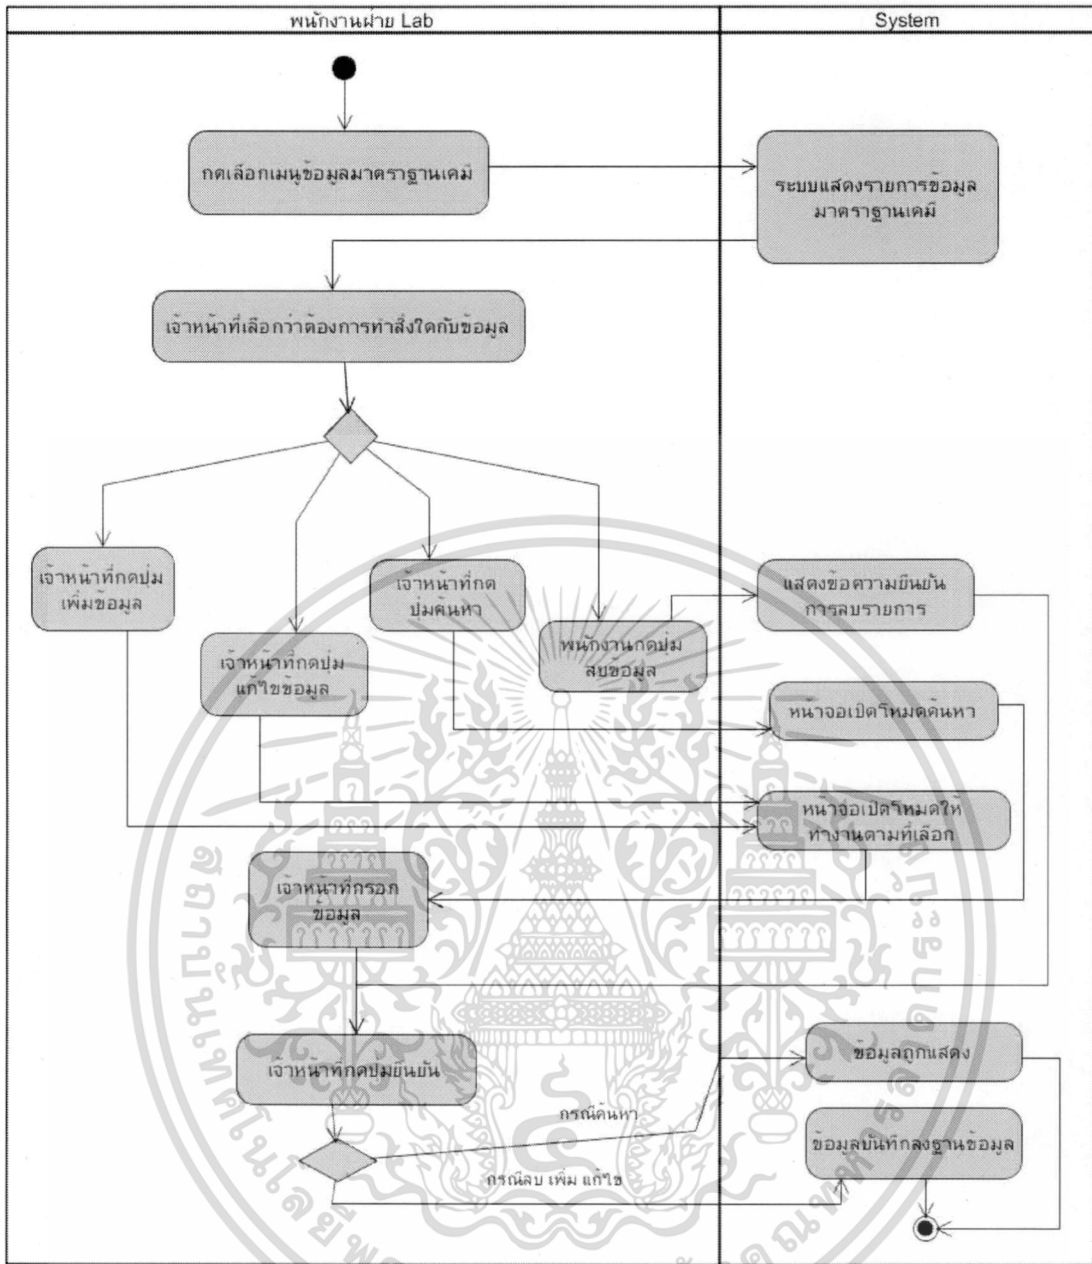 พนักงานฝ่าย Lab
System
กดเลือกเมนูข้อมูลมาตราฐานเคมี
ระบบแสดงรายการข้อมูล
มาตราฐานเคมี
เจ้าหน้าที่เลือกว่าต้องการทำสิ่งใดกับข้อมูล
เจ้าหน้าที่กดปุ่ม
เพิ่มข้อมูล
เจ้าหน้าที่กดปุ่ม
แก้ไขข้อมูล
เจ้าหน้าที่กด
ปุ่มค้นหา
พนักงานกดปุ่ม
ลบข้อมูล
แสดงข้อความยืนยัน
การลบรายการ
หน้าจอเปิดโหมดค้นหา
หน้าจอเปิดโหมดให้
ทำงานตามที่เลือก
เจ้าหน้าที่กรอก
ข้อมูล
เจ้าหน้าที่กดปุ่มยืนยัน
กรณีค้นหา
กรณีลบ เพิ่ม แก้ไข
ข้อมูลถูกแสดง
ข้อมูลบันทึกลงฐานข้อมูล